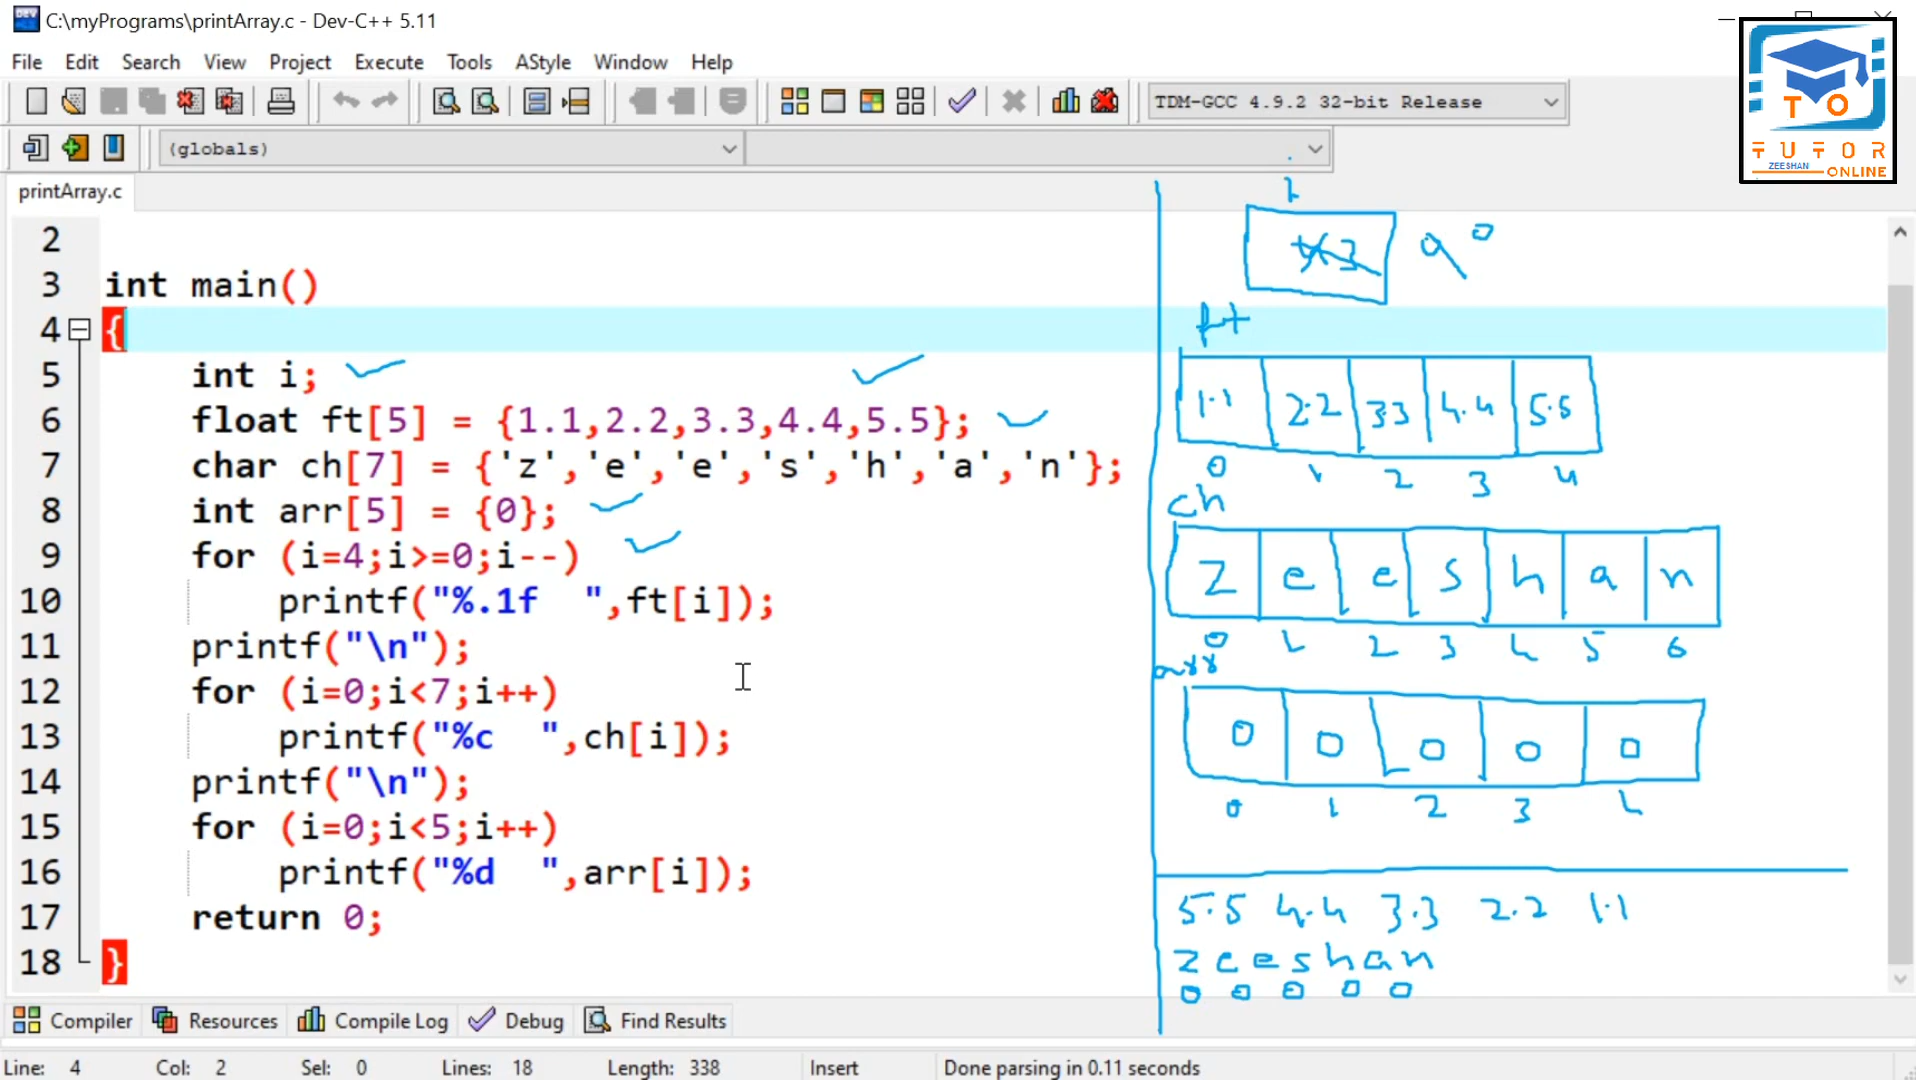 C:\myPrograms\printArray.c - Dev-C++ 5.11
File Edit Search View Project Execute Tools AStyle Window Help
TDM-GCC 4.9.2 32-bit Release
(globals)
TO
TUTOR
ZEESHAN
ONLINE
printArray.c
2
3 int main()
4 {
5 int i;
6 float ft[5] = {1.1,2.2,3.3,4.4,5.5};
7 char ch[7] = {'z','e','e','s','h','a','n'};
8 int arr[5] = {0};
9 for (i=4;i>=0;i--)
10 printf("%.1f  ",ft[i]);
11 printf("\n");
12 for (i=0;i<7;i++)
13 printf("%c  ",ch[i]);
14 printf("\n");
15 for (i=0;i<5;i++)
16 printf("%d  ",arr[i]);
17 return 0;
18 }
ft
1.1 2.2 3.3 4.4 5.5
0 1 2 3 4
ch
z e e s h a n
0 1 2 3 4 5 6
arr
0 0 0 0 0
0 1 2 3 4
5.5 4.4 3.3 2.2 1.1
z e e s h a n
0 0 0 0 0
Compiler Resources Compile Log Debug Find Results
Line: 4 Col: 2 Sel: 0 Lines: 18 Length: 338 Insert Done parsing in 0.11 seconds